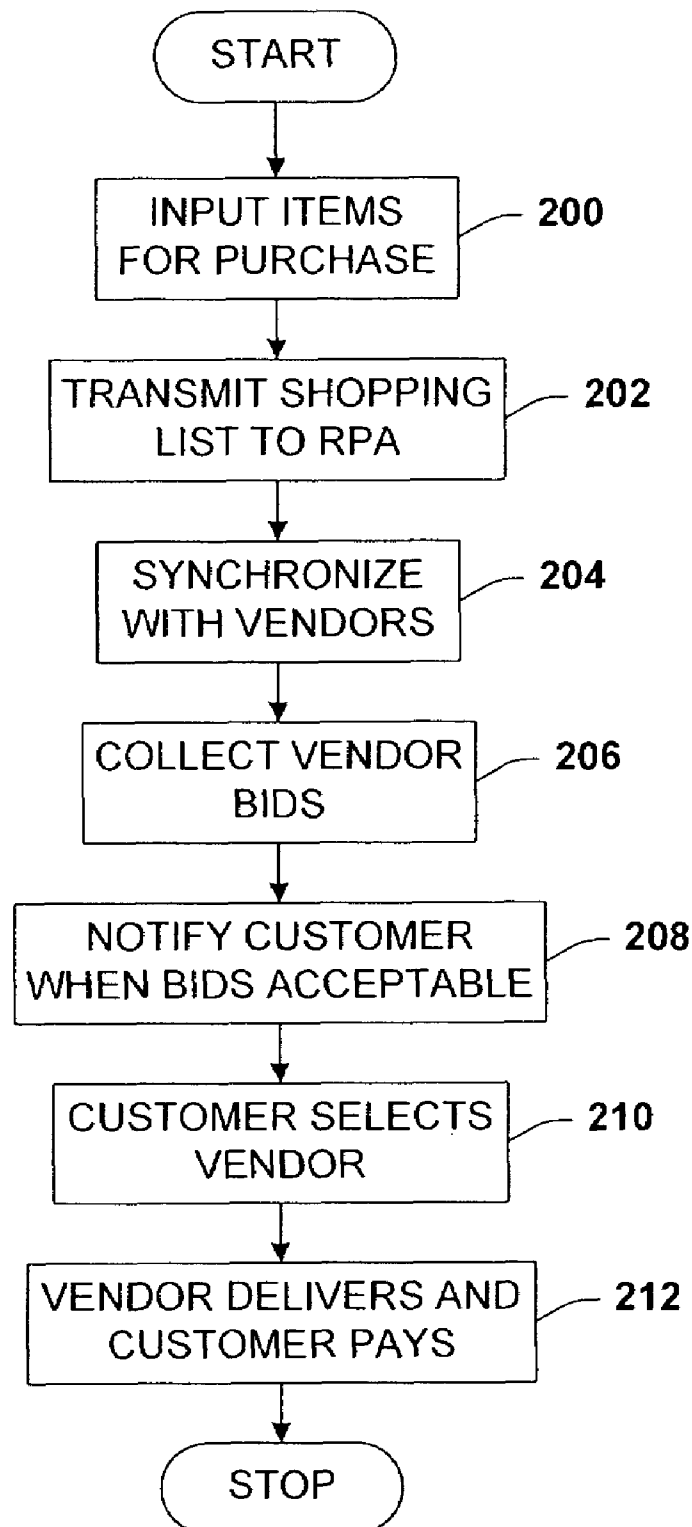 START
INPUT ITEMS
FOR PURCHASE
200
TRANSMIT SHOPPING
LIST TO RPA
202
SYNCHRONIZE
WITH VENDORS
204
COLLECT VENDOR
BIDS
206
NOTIFY CUSTOMER
WHEN BIDS ACCEPTABLE
208
CUSTOMER SELECTS
VENDOR
210
VENDOR DELIVERS AND
CUSTOMER PAYS
212
STOP